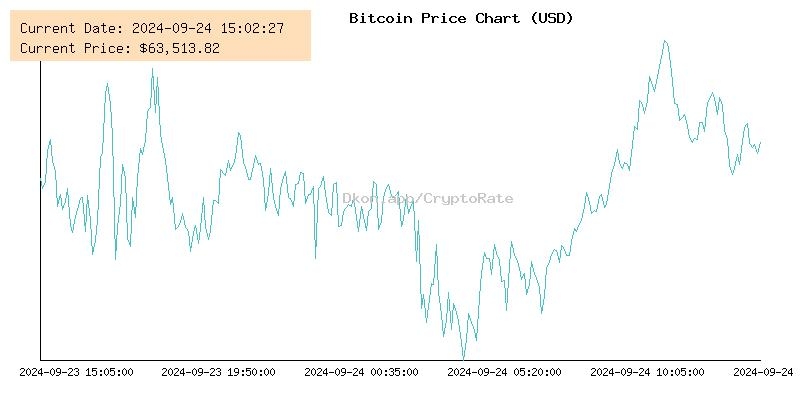 Bitcoin Price Chart (USD)
Current Date: 2024-09-24 15:02:27
Current Price: $63,513.82
Dkon.app/CryptoRate
2024-09-23 15:05:00
2024-09-23 19:50:00
2024-09-24 00:35:00
2024-09-24 05:20:00
2024-09-24 10:05:00
2024-09-24